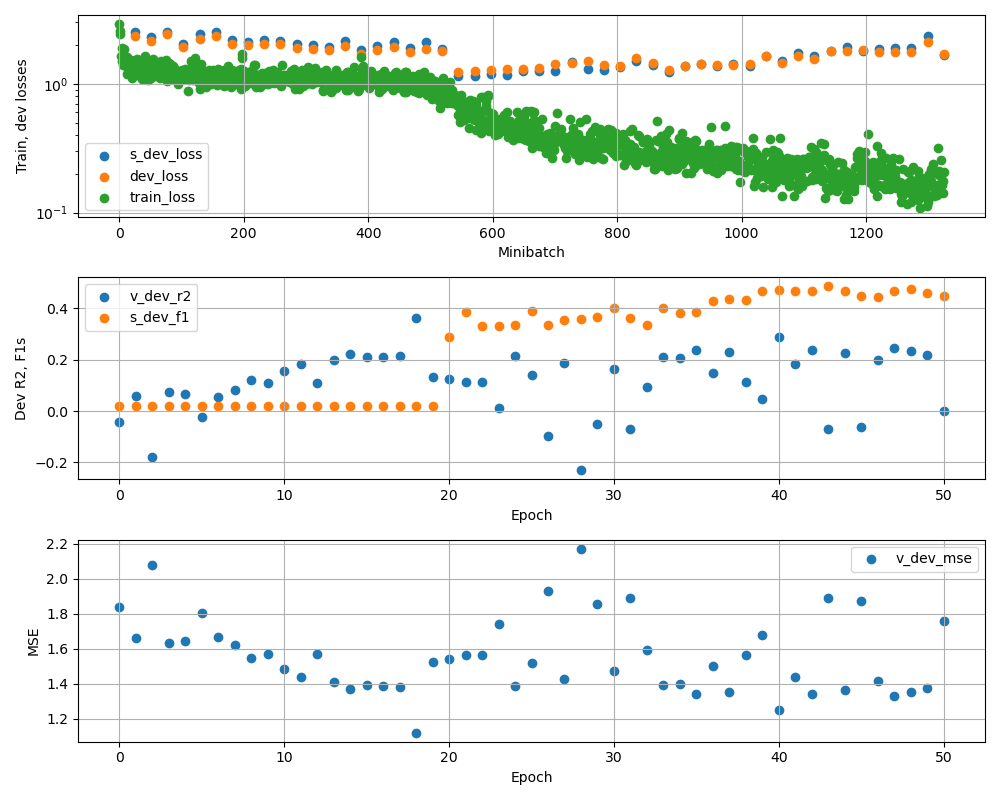 Train, dev losses
10⁰
10⁻¹
s_dev_loss
dev_loss
train_loss
0 200 400 600 800 1000 1200
Minibatch
Dev R2, F1s
0.4
0.2
0.0
−0.2
v_dev_r2
s_dev_f1
0 10 20 30 40 50
Epoch
MSE
2.2
2.0
1.8
1.6
1.4
1.2
v_dev_mse
0 10 20 30 40 50
Epoch